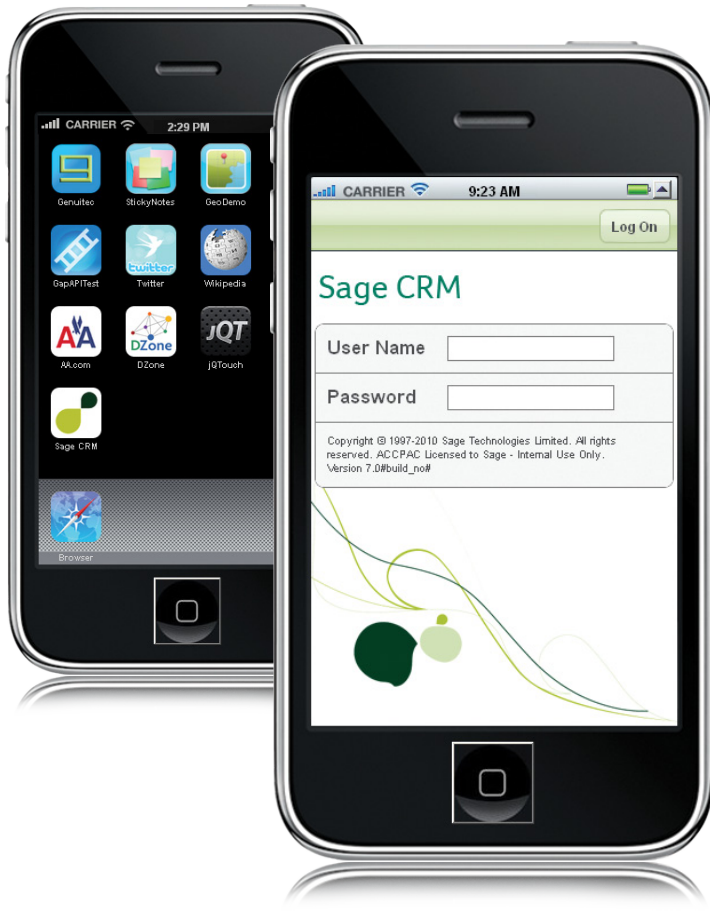 CARRIER 2:29 PM
Genuitec StickyNotes GeoDemo
twitter
GapAPITest Twitter Wikipedia
AA DZone jQT
AA.com DZone jQTouch
Sage CRM
Browser
CARRIER 9:23 AM
Log On
Sage CRM
User Name
Password
Copyright © 1997-2010 Sage Technologies Limited. All rights
reserved. ACCPAC Licensed to Sage - Internal Use Only.
Version 7.0#build_no#